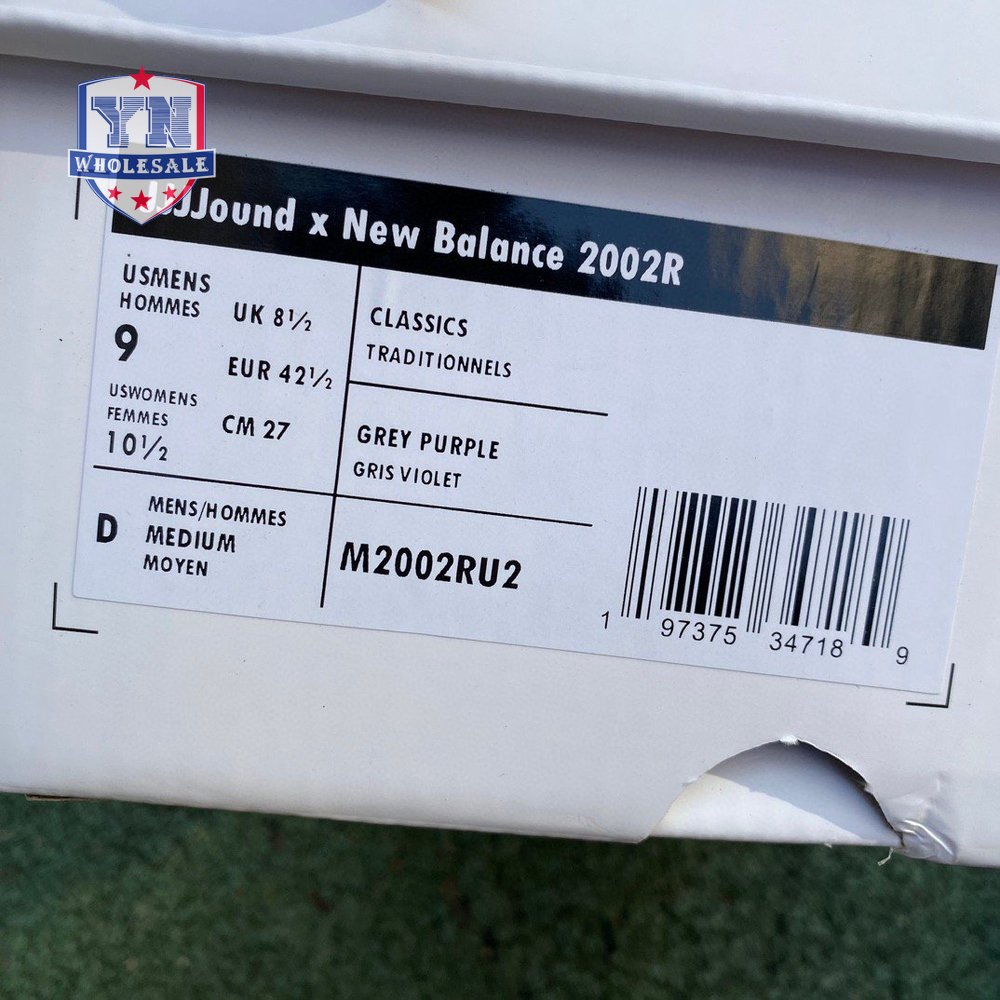 YN
WHOLESALE
JJJJound x New Balance 2002R
USMENS
HOMMES
9
UK 8½
EUR 42½
USWOMENS
FEMMES
10½
CM 27
CLASSICS
TRADITIONNELS
GREY PURPLE
GRIS VIOLET
D
MENS/HOMMES
MEDIUM
MOYEN
M2002RU2
1 97375 34718 9